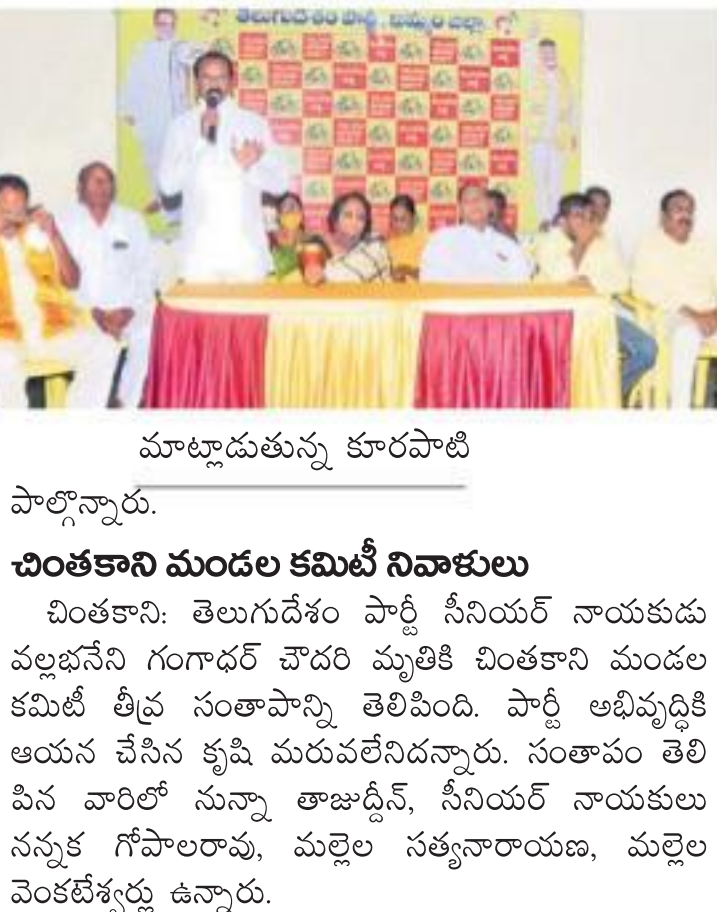 తెలుగుదేశం పార్టీ, ఖమ్మం జిల్లా
మాట్లాడుతున్న కూరపాటి
పాల్గొన్నారు.
చింతకాని మండల కమిటీ నివాళులు
చింతకాని: తెలుగుదేశం పార్టీ సీనియర్ నాయకుడు
వల్లభనేని గంగాధర్ చౌదరి మృతికి చింతకాని మండల
కమిటీ తీవ్ర సంతాపాన్ని తెలిపింది. పార్టీ అభివృద్ధికి
ఆయన చేసిన కృషి మరువలేనిదన్నారు. సంతాపం తెలి
పిన వారిలో నున్నా తాజుద్దీన్, సీనియర్ నాయకులు
నన్నక గోపాలరావు, మల్లెల సత్యనారాయణ, మల్లెల
వెంకటేశ్వర్లు ఉన్నారు.